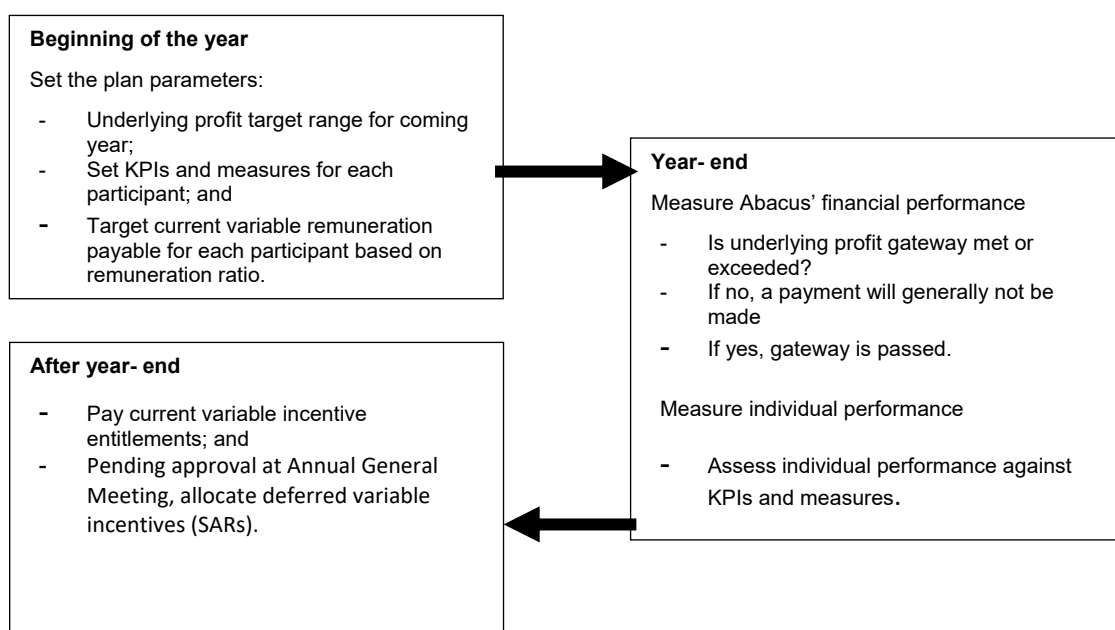 Beginning of the year
Set the plan parameters:
- Underlying profit target range for coming
year;
- Set KPIs and measures for each
participant; and
- Target current variable remuneration
payable for each participant based on
remuneration ratio.
Year- end
Measure Abacus’ financial performance
- Is underlying profit gateway met or
exceeded?
- If no, a payment will generally not be
made
- If yes, gateway is passed.
Measure individual performance
- Assess individual performance against
KPIs and measures.
After year- end
- Pay current variable incentive
entitlements; and
- Pending approval at Annual General
Meeting, allocate deferred variable
incentives (SARs).